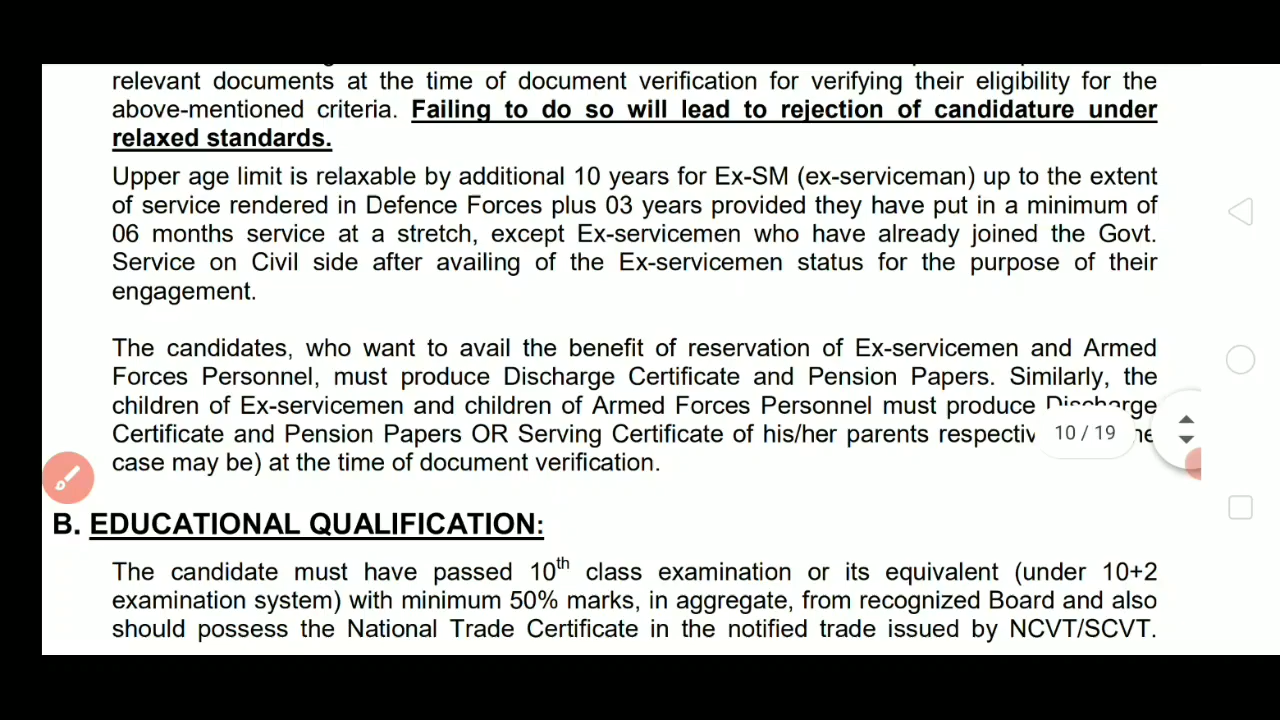 relevant documents at the time of document verification for verifying their eligibility for the
above-mentioned criteria. Failing to do so will lead to rejection of candidature under
relaxed standards.
Upper age limit is relaxable by additional 10 years for Ex-SM (ex-serviceman) up to the extent
of service rendered in Defence Forces plus 03 years provided they have put in a minimum of
06 months service at a stretch, except Ex-servicemen who have already joined the Govt.
Service on Civil side after availing of the Ex-servicemen status for the purpose of their
engagement.
The candidates, who want to avail the benefit of reservation of Ex-servicemen and Armed
Forces Personnel, must produce Discharge Certificate and Pension Papers. Similarly, the
children of Ex-servicemen and children of Armed Forces Personnel must produce Discharge
Certificate and Pension Papers OR Serving Certificate of his/her parents
10 / 19
case may be) at the time of document verification.
B. EDUCATIONAL QUALIFICATION:
The candidate must have passed 10th class examination or its equivalent (under 10+2
examination system) with minimum 50% marks, in aggregate, from recognized Board and also
should possess the National Trade Certificate in the notified trade issued by NCVT/SCVT.